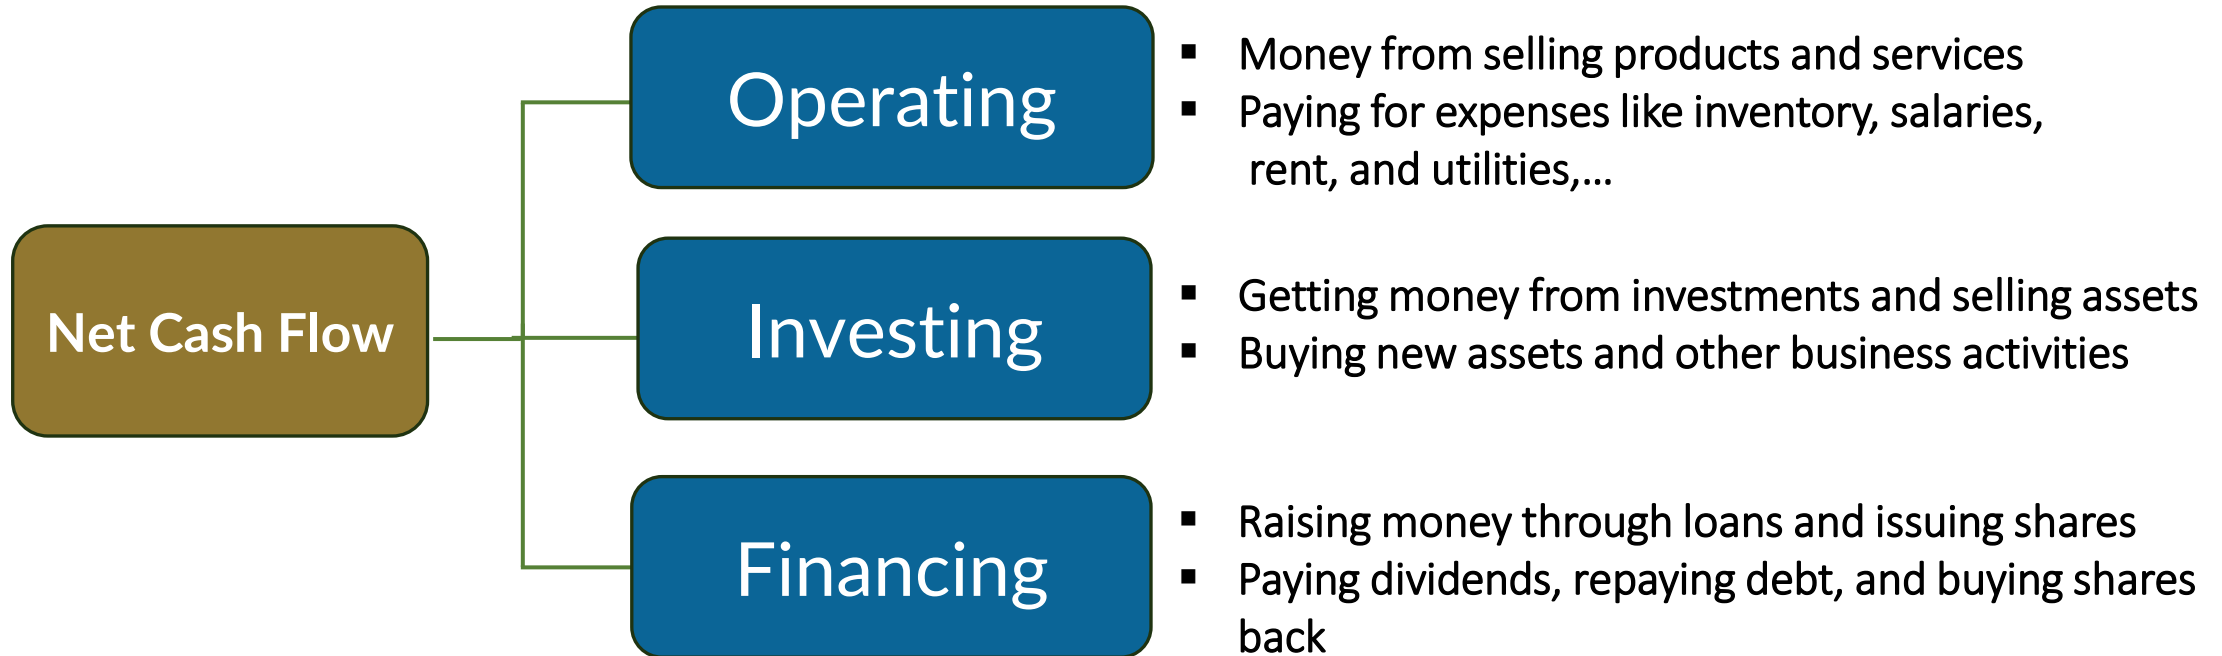 Net Cash Flow
Operating
▪ Money from selling products and services
▪ Paying for expenses like inventory, salaries,
rent, and utilities,...
Investing
▪ Getting money from investments and selling assets
▪ Buying new assets and other business activities
Financing
▪ Raising money through loans and issuing shares
▪ Paying dividends, repaying debt, and buying shares
back